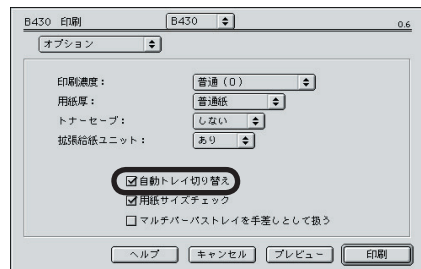 B430 印刷 B430 0.6
オプション
印刷濃度： 普通（0）
用紙厚： 普通紙
トナーセーブ： しない
拡張給紙ユニット： あり
自動トレイ切り替え
用紙サイズチェック
マルチパーパストレイを手差しとして扱う
ヘルプ キャンセル プレビュー 印刷